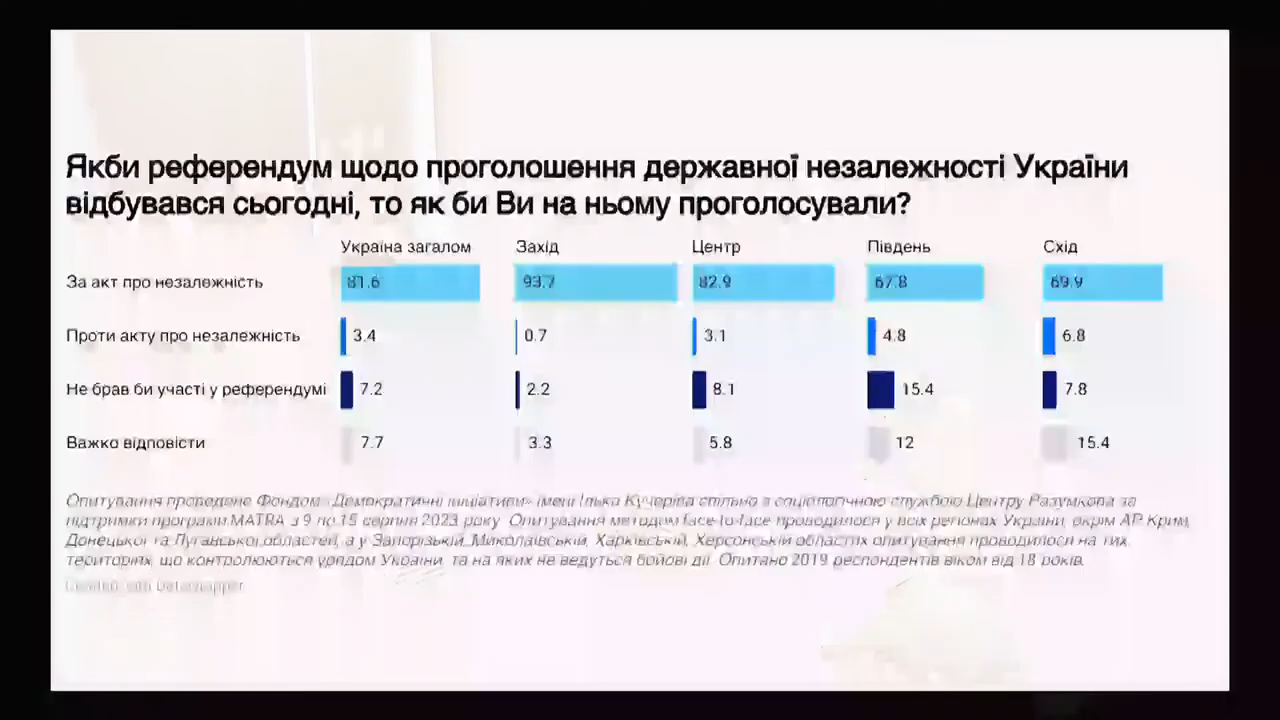 Якби референдум щодо проголошення державної незалежності України
відбувався сьогодні, то як би Ви на ньому проголосували?
Україна загалом Захід Центр Південь Схід
За акт про незалежність 81.6 93.7 82.9 67.8 69.9
Проти акту про незалежність 3.4 0.7 3.1 4.8 6.8
Не брав би участі у референдумі 7.2 2.2 8.1 15.4 7.8
Важко відповісти 7.7 3.3 5.8 12 15.4
Опитування проведене Фондом «Демократичні ініціативи» імені Ілька Кучеріва спільно з соціологічною службою Центру Разумкова за
підтримки програми MATRA з 9 по 15 серпня 2023 року. Опитування методом face-to-face проводилося у всіх регіонах України, окрім АР Крим,
Донецької та Луганської областей, а у Запорізькій, Миколаївській, Харківській, Херсонській областях опитування проводилося на тих
територіях, що контролюються урядом України, та на яких не ведуться бойові дії. Опитано 2019 респондентів віком від 18 років.
Created with Datawrapper